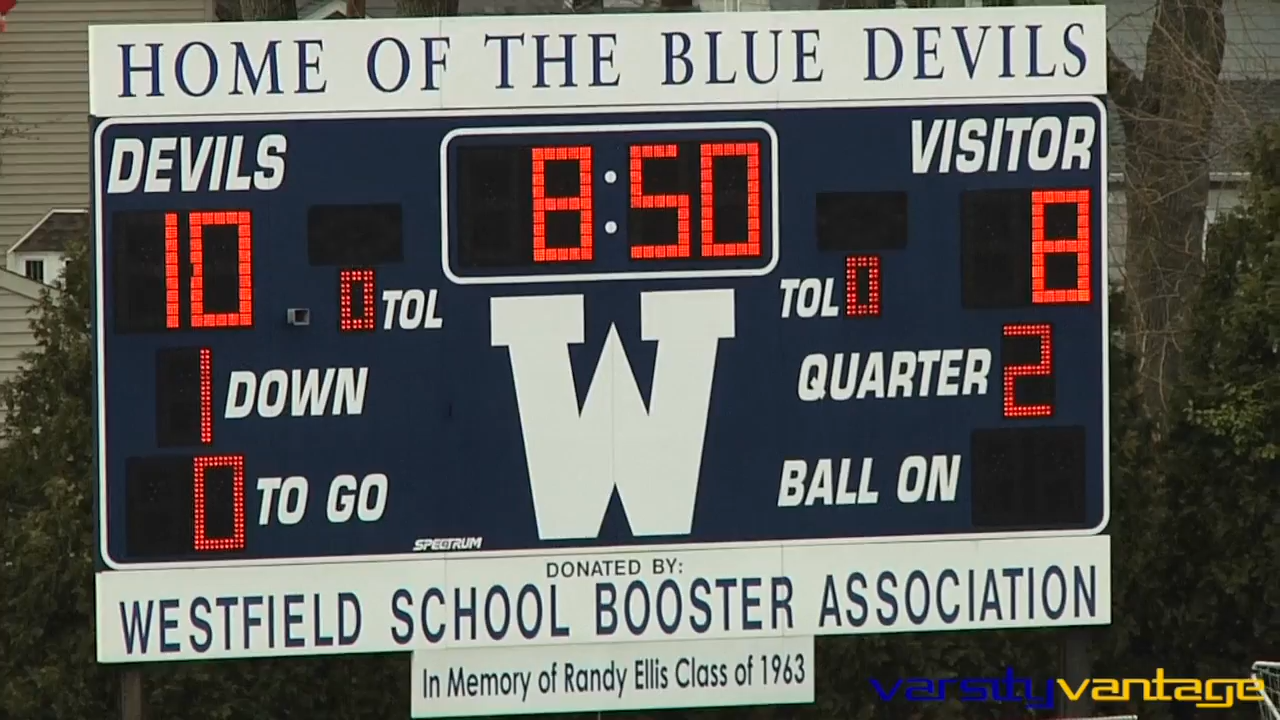 HOME OF THE BLUE DEVILS
DEVILS 8:50 VISITOR
10 8
0 TOL TOL 0
1 DOWN QUARTER 2
0 TO GO BALL ON
W
SPECTRUM
DONATED BY:
WESTFIELD SCHOOL BOOSTER ASSOCIATION
In Memory of Randy Ellis Class of 1963
varsityvantage